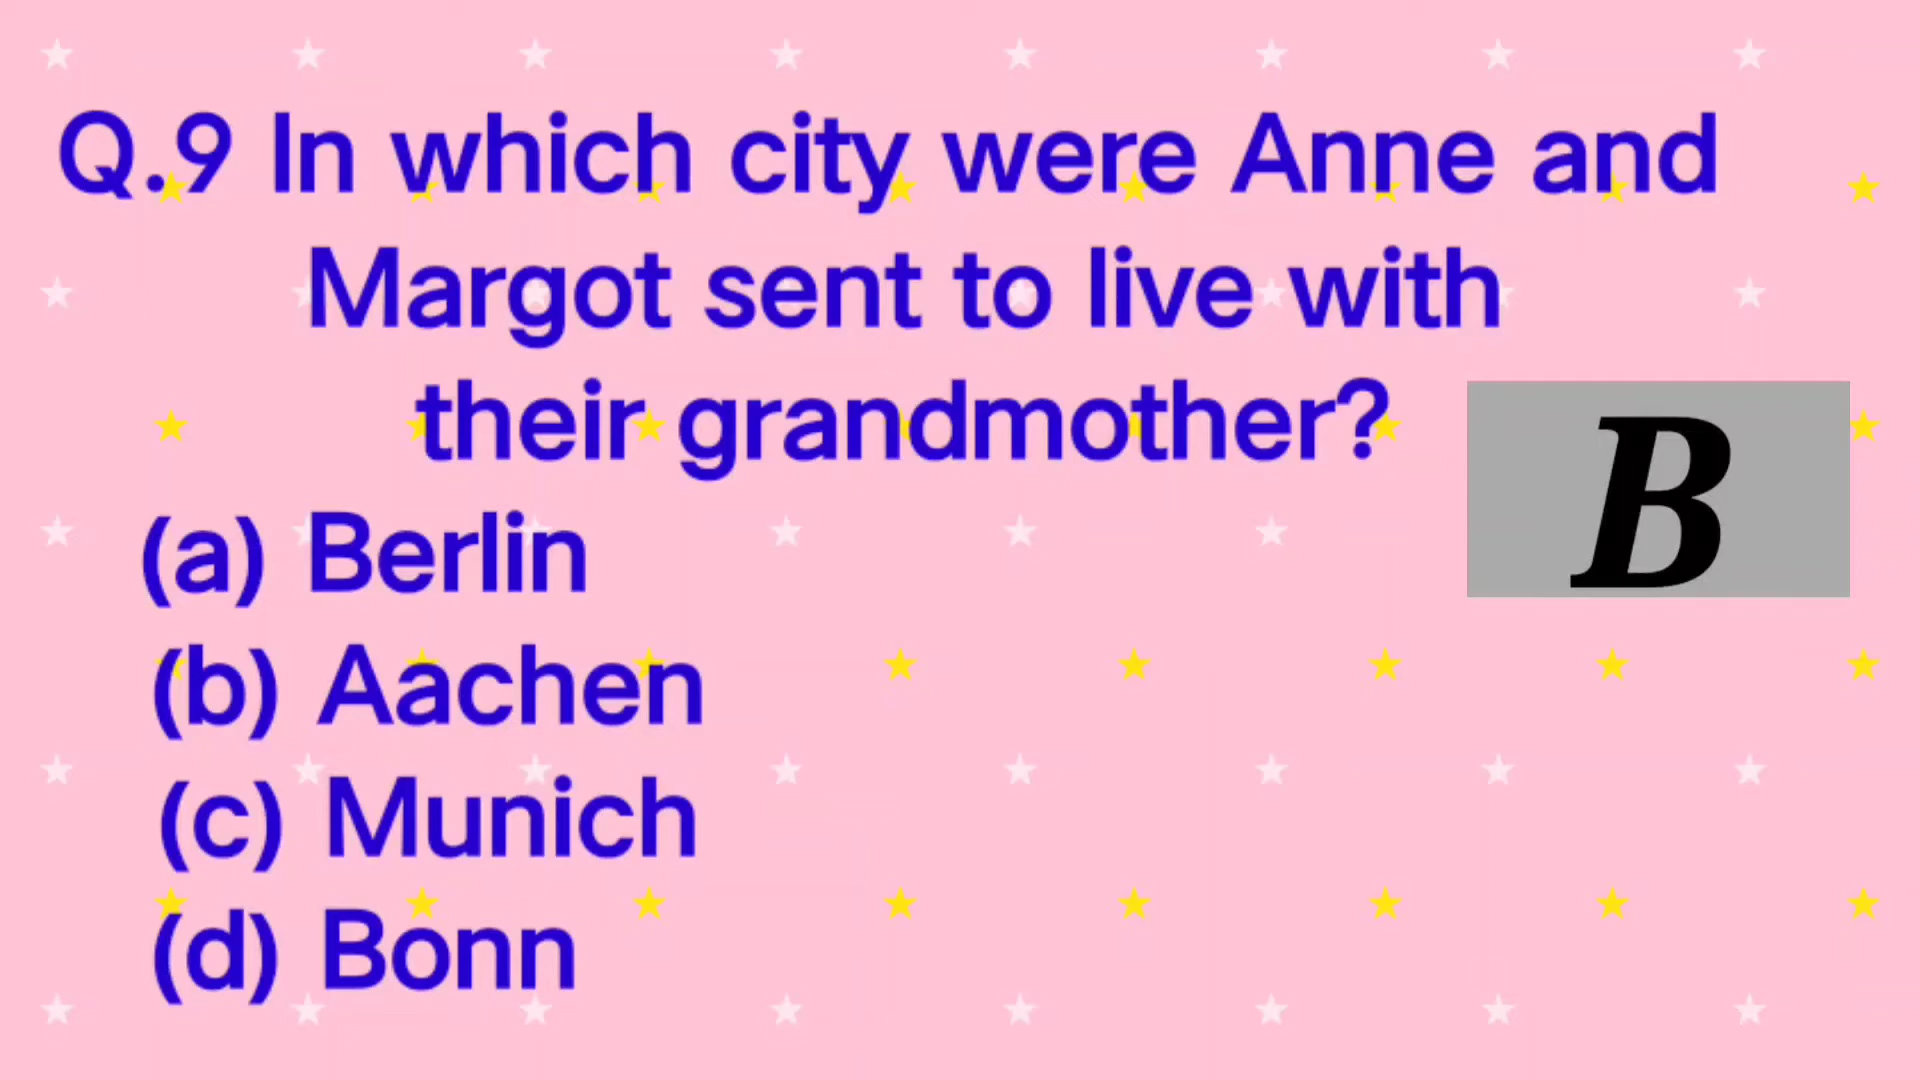 Q.9 In which city were Anne and
Margot sent to live with
their grandmother?
B
(a) Berlin
(b) Aachen
(c) Munich
(d) Bonn